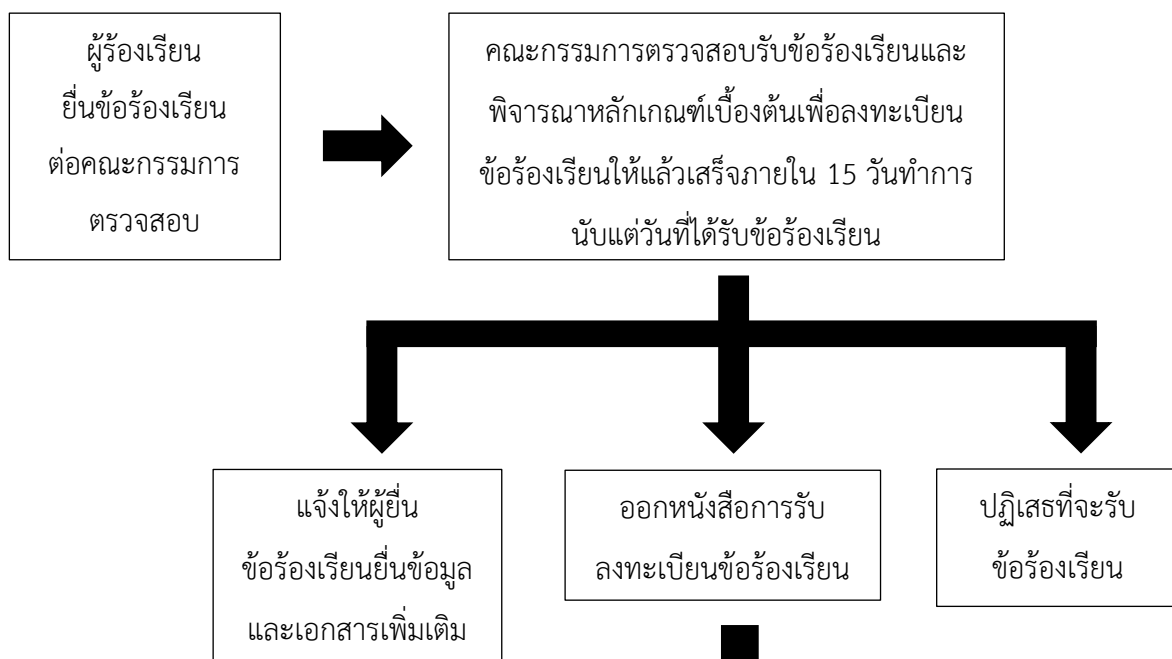 ผู้ร้องเรียน
ยื่นข้อร้องเรียน
ต่อคณะกรรมการ
ตรวจสอบ
คณะกรรมการตรวจสอบรับข้อร้องเรียนและ
พิจารณาหลักเกณฑ์เบื้องต้นเพื่อลงทะเบียน
ข้อร้องเรียนให้แล้วเสร็จภายใน 15 วันทำการ
นับแต่วันที่ได้รับข้อร้องเรียน
แจ้งให้ผู้ยื่น
ข้อร้องเรียนยื่นข้อมูล
และเอกสารเพิ่มเติม
ออกหนังสือการรับ
ลงทะเบียนข้อร้องเรียน
ปฏิเสธที่จะรับ
ข้อร้องเรียน